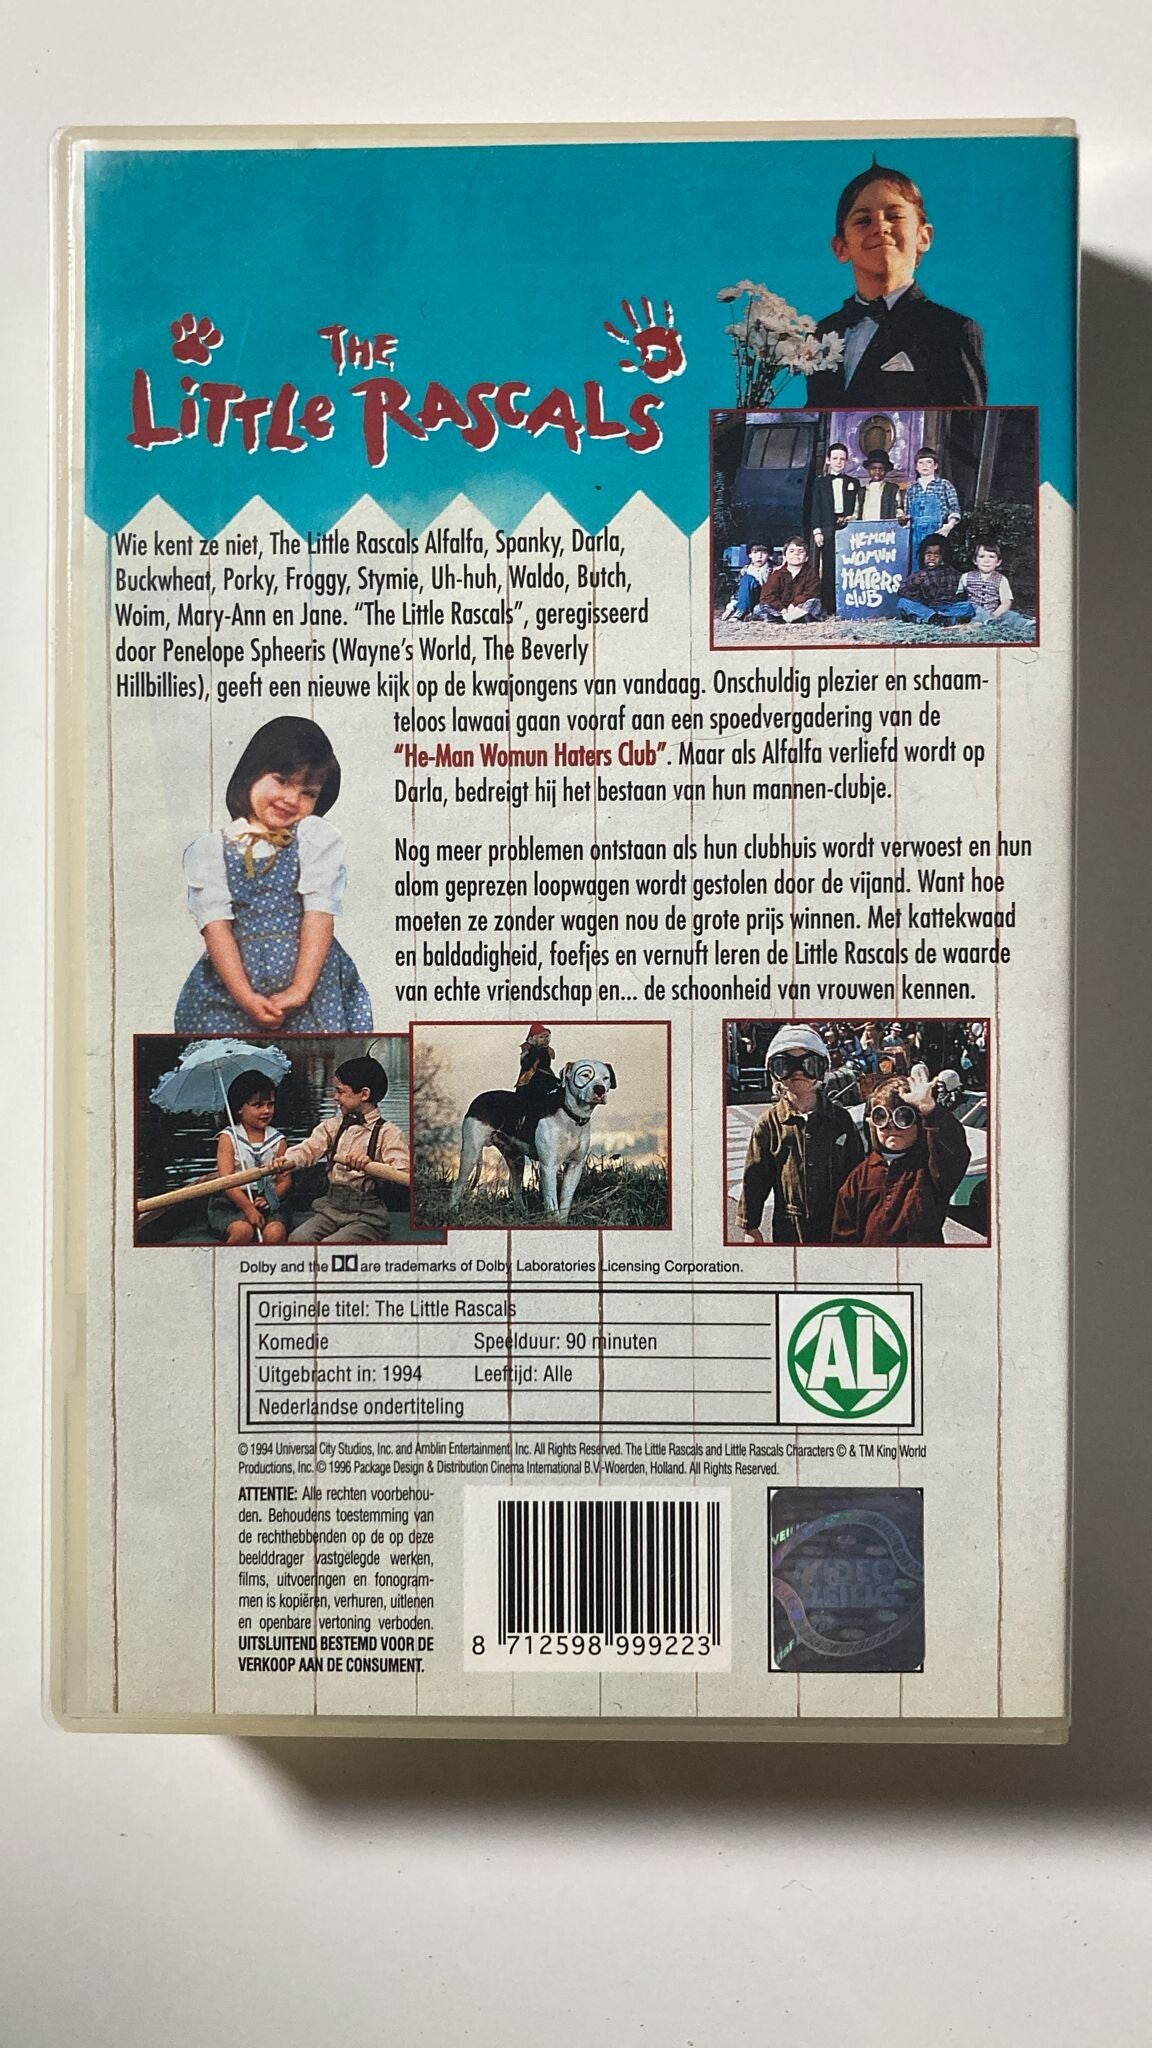 THE
LiTTLe RASCALS
HE-MAN
WOMUN
HATERS
CLUB
Wie kent ze niet, The Little Rascals Alfalfa, Spanky, Darla,
Buckwheat, Porky, Froggy, Stymie, Uh-huh, Waldo, Butch,
Woim, Mary-Ann en Jane. “The Little Rascals”, geregisseerd
door Penelope Spheeris (Wayne’s World, The Beverly
Hillbillies), geeft een nieuwe kijk op de kwajongens van vandaag. Onschuldig plezier en schaam-
teloos lawaai gaan vooraf aan een spoedvergadering van de
“He-Man Womun Haters Club”. Maar als Alfalfa verliefd wordt op
Darla, bedreigt hij het bestaan van hun mannen-clubje.
Nog meer problemen ontstaan als hun clubhuis wordt verwoest en hun
alom geprezen loopwagen wordt gestolen door de vijand. Want hoe
moeten ze zonder wagen nou de grote prijs winnen. Met kattekwaad
en baldadigheid, foefjes en vernuft leren de Little Rascals de waarde
van echte vriendschap en... de schoonheid van vrouwen kennen.
Dolby and the are trademarks of Dolby Laboratories Licensing Corporation.
Originele titel: The Little Rascals
Komedie Speelduur: 90 minuten
Uitgebracht in: 1994 Leeftijd: Alle
Nederlandse ondertiteling
AL
© 1994 Universal City Studios, Inc. and Amblin Entertainment, Inc. All Rights Reserved. The Little Rascals and Little Rascals Characters © & TM King World
Productions, Inc. © 1996 Package Design & Distribution Cinema International B.V.-Woerden, Holland. All Rights Reserved.
ATTENTIE: Alle rechten voorbehou-
den. Behoudens toestemming van
de rechthebbenden op de op deze
beelddrager vastgelegde werken,
films, uitvoeringen en fonogram-
men is kopiëren, verhuren, uitlenen
en openbare vertoning verboden.
UITSLUITEND BESTEMD VOOR DE
VERKOOP AAN DE CONSUMENT.
8 712598 999223
VIDEO